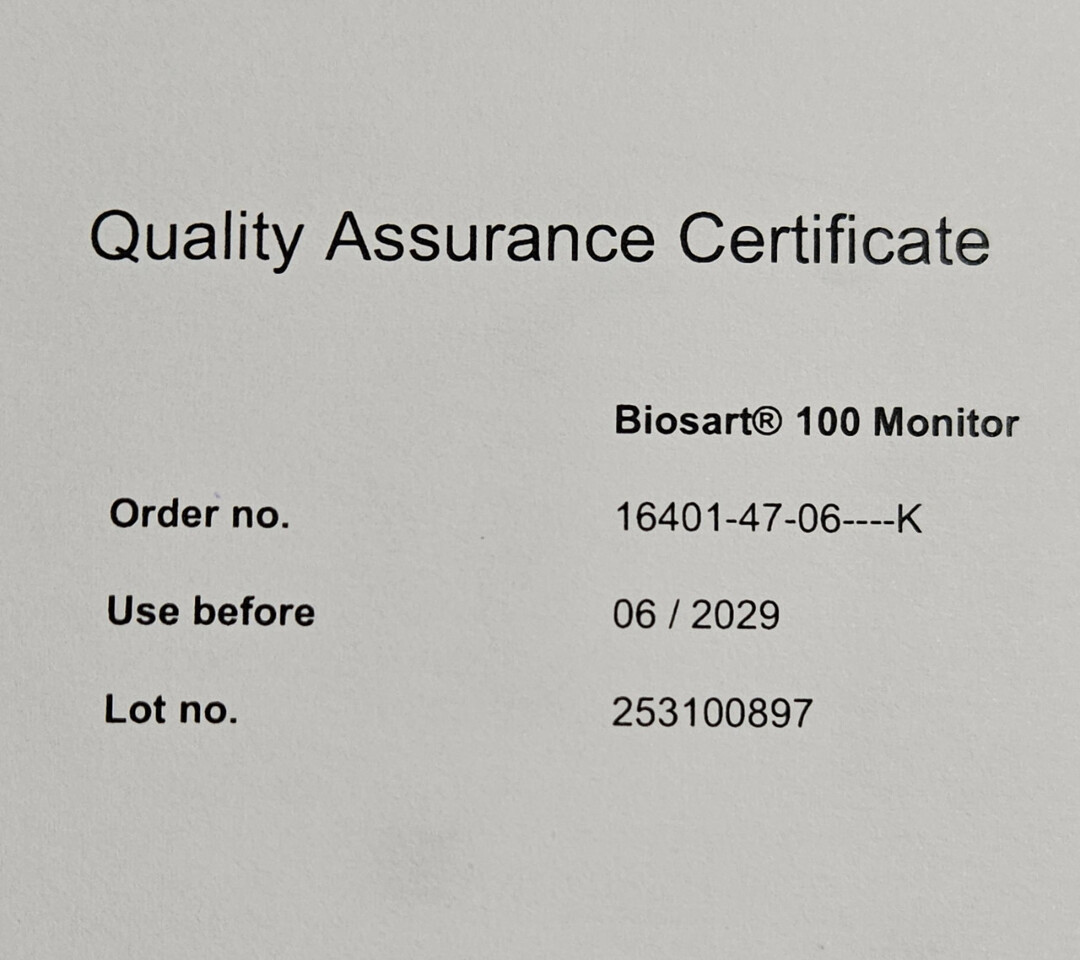 Quality Assurance Certificate
Biosart® 100 Monitor
Order no. 16401-47-06----K
Use before 06 / 2029
Lot no. 253100897